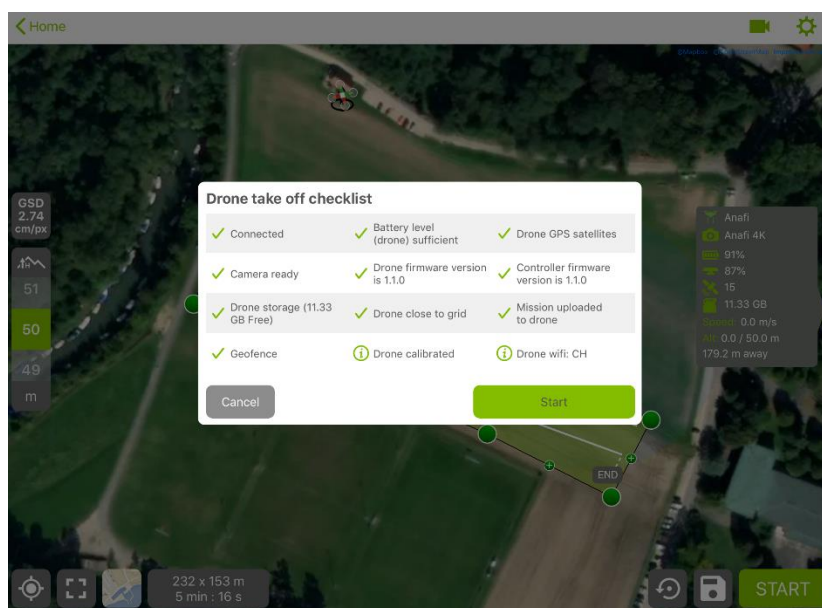 Home
GSD
2.74
cm/px
51
50
49
m
Drone take off checklist
Connected
Battery level
(drone) sufficient
Drone GPS satellites
Camera ready
Drone firmware version
is 1.1.0
Controller firmware
version is 1.1.0
Drone storage (11.33
GB Free)
Drone close to grid
Mission uploaded
to drone
Geofence
Drone calibrated
Drone wifi: CH
Cancel
Start
Anafi
Anafi 4K
91%
87%
15
11.33 GB
Speed: 0.0 m/s
Alt: 0.0 / 50.0 m
179.2 m away
END
232 x 153 m
5 min : 16 s
START